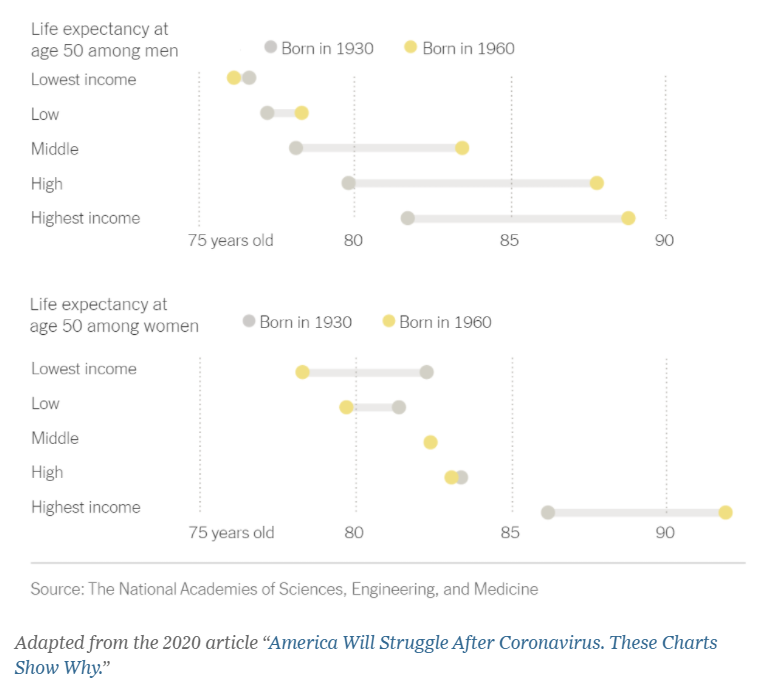 Life expectancy at
age 50 among men
Born in 1930
Born in 1960
Lowest income
Low
Middle
High
Highest income
75 years old
80
85
90
Life expectancy at
age 50 among women
Born in 1930
Born in 1960
Lowest income
Low
Middle
High
Highest income
75 years old
80
85
90
Source: The National Academies of Sciences, Engineering, and Medicine
Adapted from the 2020 article “America Will Struggle After Coronavirus. These Charts
Show Why.”